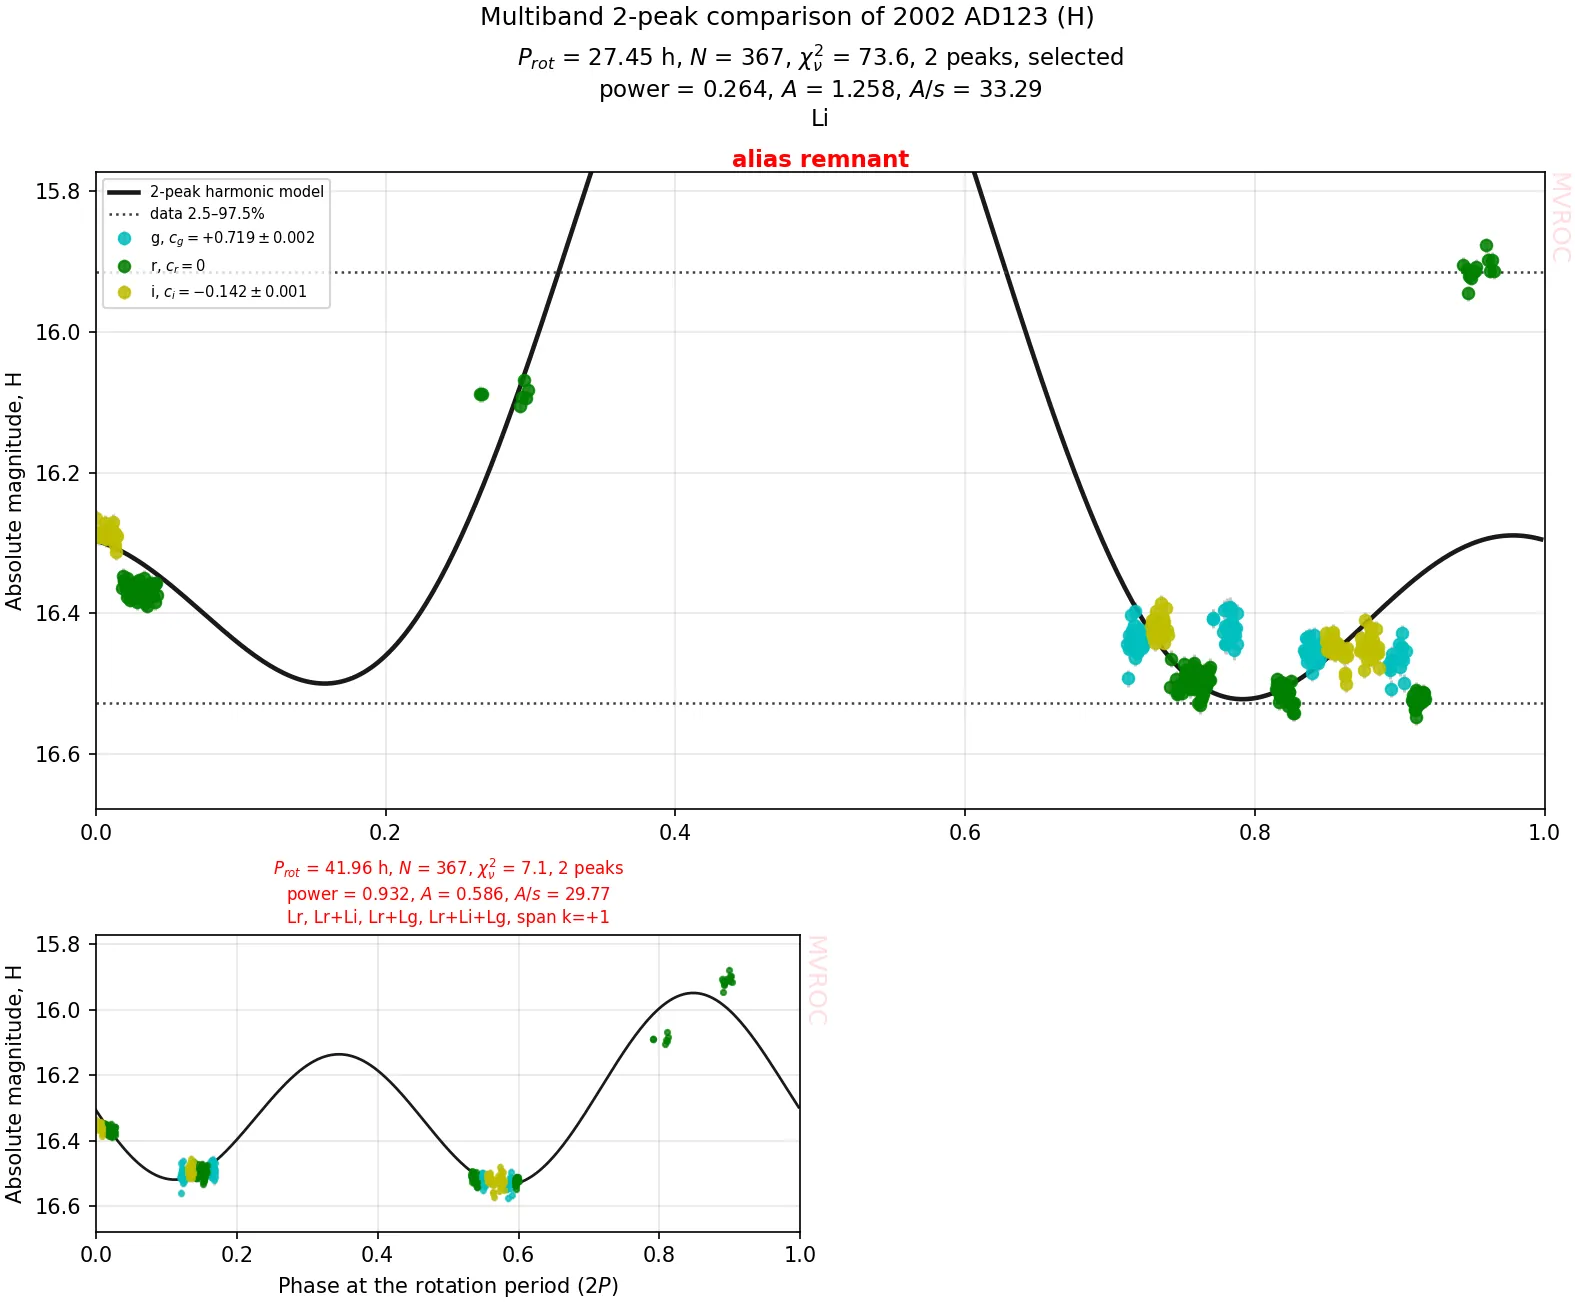 Multiband 2-peak comparison of 2002 AD123 (H)
P_rot = 27.45 h, N = 367, χ²_ν = 73.6, 2 peaks, selected
power = 0.264, A = 1.258, A/s = 33.29
Li
alias remnant
2-peak harmonic model
data 2.5–97.5%
g, c_g = +0.719 ± 0.002
r, c_r = 0
i, c_i = −0.142 ± 0.001
MVROC
Absolute magnitude, H
15.8
16.0
16.2
16.4
16.6
0.0 0.2 0.4 0.6 0.8 1.0
P_rot = 41.96 h, N = 367, χ²_ν = 7.1, 2 peaks
power = 0.932, A = 0.586, A/s = 29.77
Lr, Lr+Li, Lr+Lg, Lr+Li+Lg, span k=+1
MVROC
Absolute magnitude, H
15.8
16.0
16.2
16.4
16.6
0.0 0.2 0.4 0.6 0.8 1.0
Phase at the rotation period (2P)